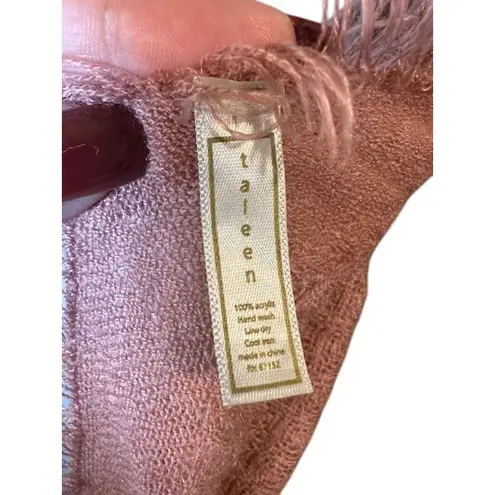 taleen
100% acrylic
Hand wash
Low dry
Cool iron
made in china
RN 67152